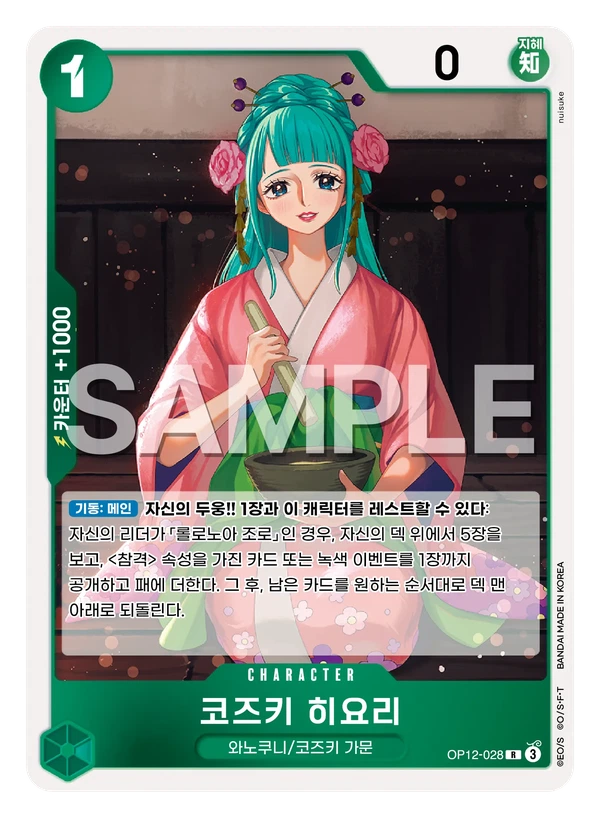 1
0
지혜
知
nuisuke
카운터 +1000
SAMPLE
기동: 메인 자신의 두웅!! 1장과 이 캐릭터를 레스트할 수 있다:
자신의 리더가 「롤로노아 조로」인 경우, 자신의 덱 위에서 5장을
보고, <참격> 속성을 가진 카드 또는 녹색 이벤트를 1장까지
공개하고 패에 더한다. 그 후, 남은 카드를 원하는 순서대로 덱 맨
아래로 되돌린다.
CHARACTER
코즈키 히요리
와노쿠니/코즈키 가문
OP12-028 R 3
©EO/S ©O/S·F·T BANDAI MADE IN KOREA